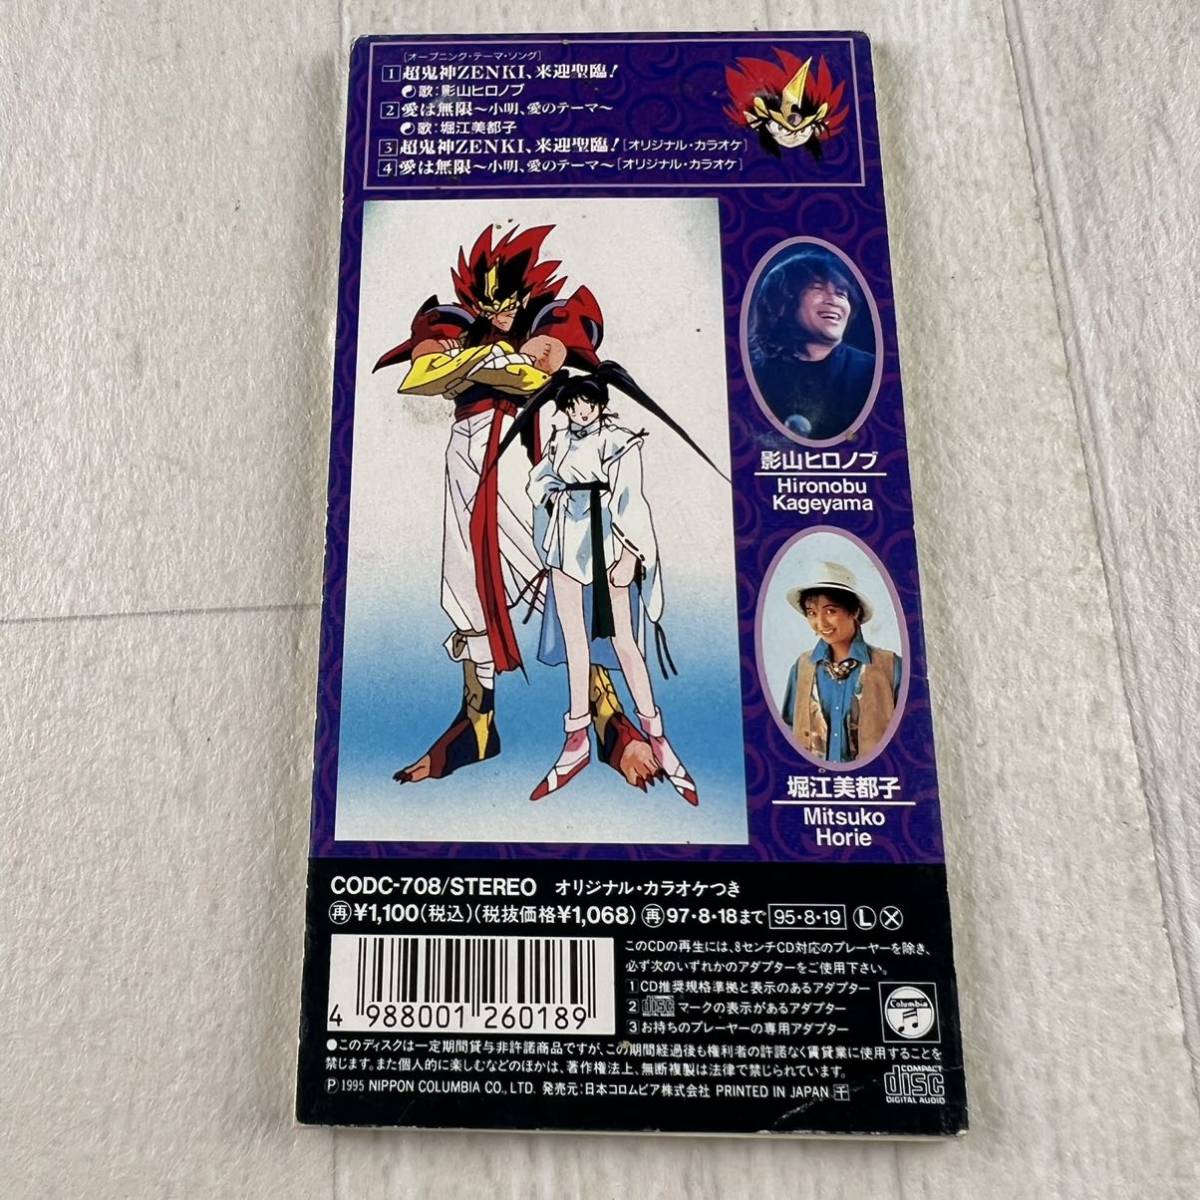 [オープニング・テーマ・ソング]
1 超鬼神ZENKI、来迎聖臨!
歌:影山ヒロノブ
2 愛は無限〜小明、愛のテーマ〜
歌:堀江美都子
3 超鬼神ZENKI、来迎聖臨! [オリジナル・カラオケ]
4 愛は無限〜小明、愛のテーマ〜[オリジナル・カラオケ]
影山ヒロノブ
Hironobu
Kageyama
堀江美都子
Mitsuko
Horie
CODC-708/STEREO オリジナル・カラオケつき
再¥1,100(税込)(税抜価格¥1,068) 再97・8・18まで 95・8・19 L X
このCDの再生には、8センチCD対応のプレーヤーを除き、
必ず次のいずれかのアダプターをご使用下さい。
1 CD推奨規格準拠と表示のあるアダプター
2 disc マークの表示があるアダプター
3 お持ちのプレーヤーの専用アダプター
Columbia
4 988001 260189
●このディスクは一定期間貸与非許諾商品ですが、この期間経過後も権利者の許諾なく賃貸業に使用することを
禁じます。また個人的に楽しむなどのほかは、著作権法上、無断複製は法律で禁じられています。
Ⓟ1995 NIPPON COLUMBIA CO., LTD. 発売元:日本コロムビア株式会社 PRINTED IN JAPAN 千
COMPACT
disc
DIGITAL AUDIO